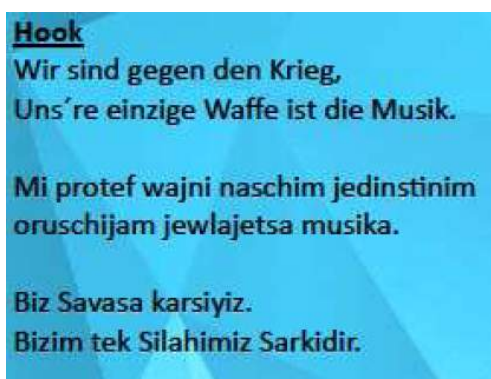 Hook
Wir sind gegen den Krieg,
Uns´re einzige Waffe ist die Musik.
Mi protef wajni naschim jedinstinim
oruschijam jewlajetsa musika.
Biz Savasa karsiyiz.
Bizim tek Silahimiz Sarkidir.